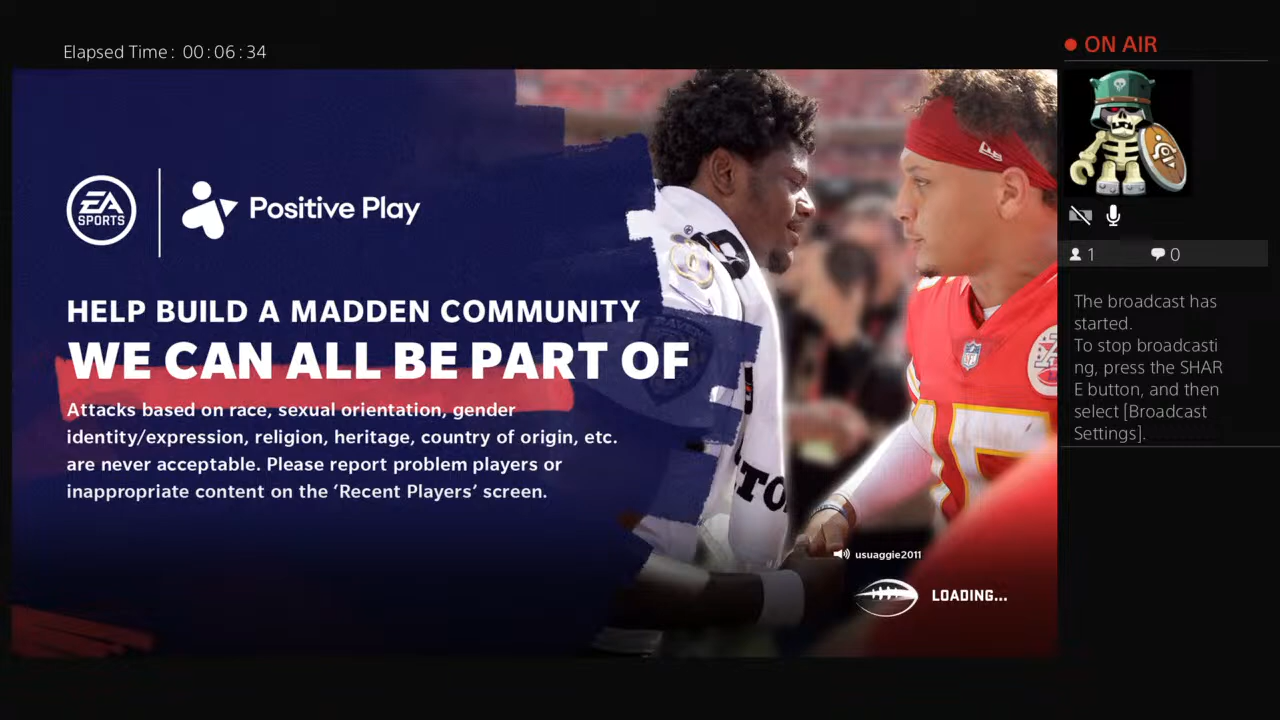 Elapsed Time: 00:06:34
ON AIR
EA
SPORTS
Positive Play
HELP BUILD A MADDEN COMMUNITY
WE CAN ALL BE PART OF
Attacks based on race, sexual orientation, gender
identity/expression, religion, heritage, country of origin, etc.
are never acceptable. Please report problem players or
inappropriate content on the ‘Recent Players’ screen.
usuaggie2011
LOADING...
1
0
The broadcast has
started.
To stop broadcasti
ng, press the SHAR
E button, and then
select [Broadcast
Settings].
NFL
15